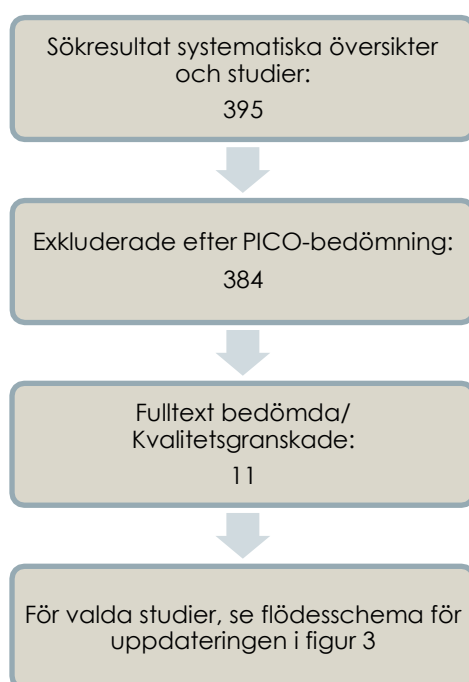 Sökresultat systematiska översikter
och studier:
395
Exkluderade efter PICO-bedömning:
384
Fulltext bedömda/
Kvalitetsgranskade:
11
För valda studier, se flödesschema för
uppdateringen i figur 3